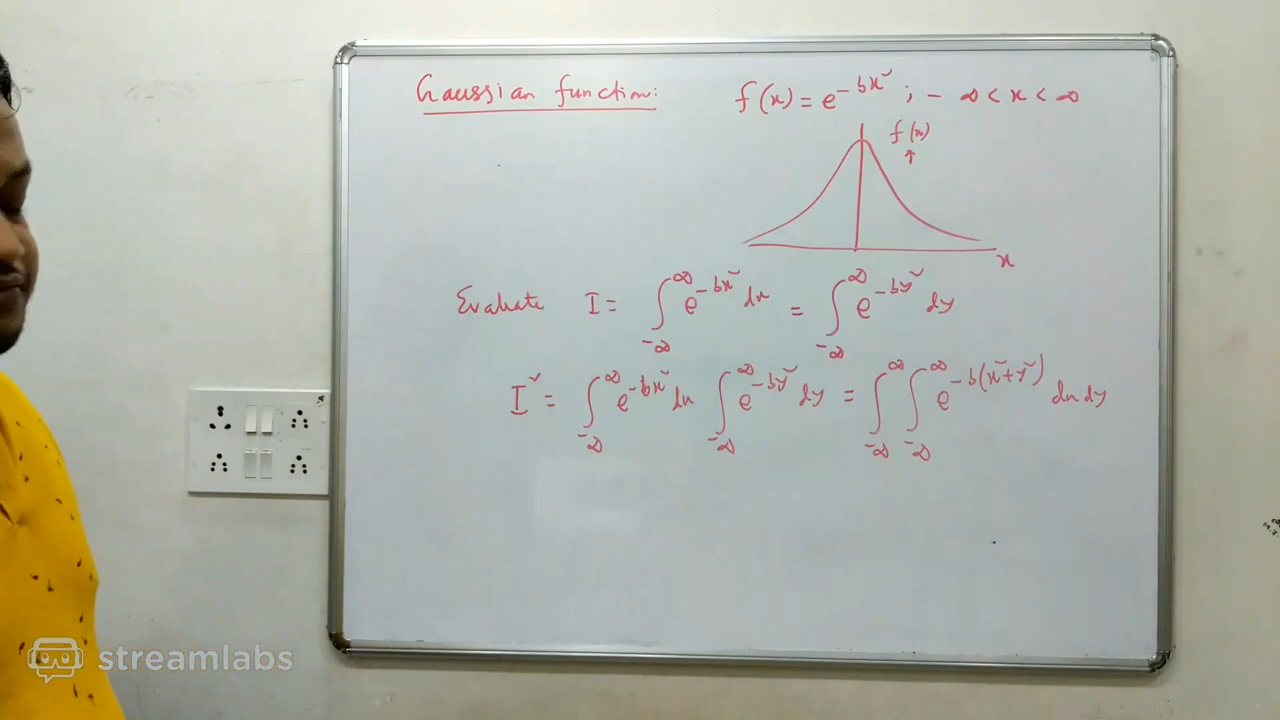 Gaussian function: f(x) = e^{-bx²} ; -∞ < x < ∞
f(x)
↑
x
Evaluate I = ∫_{-∞}^{∞} e^{-bx²} dx = ∫_{-∞}^{∞} e^{-by²} dy
I² = ∫_{-∞}^{∞} e^{-bx²} dx ∫_{-∞}^{∞} e^{-by²} dy = ∫_{-∞}^{∞} ∫_{-∞}^{∞} e^{-b(x²+y²)} dx dy
streamlabs